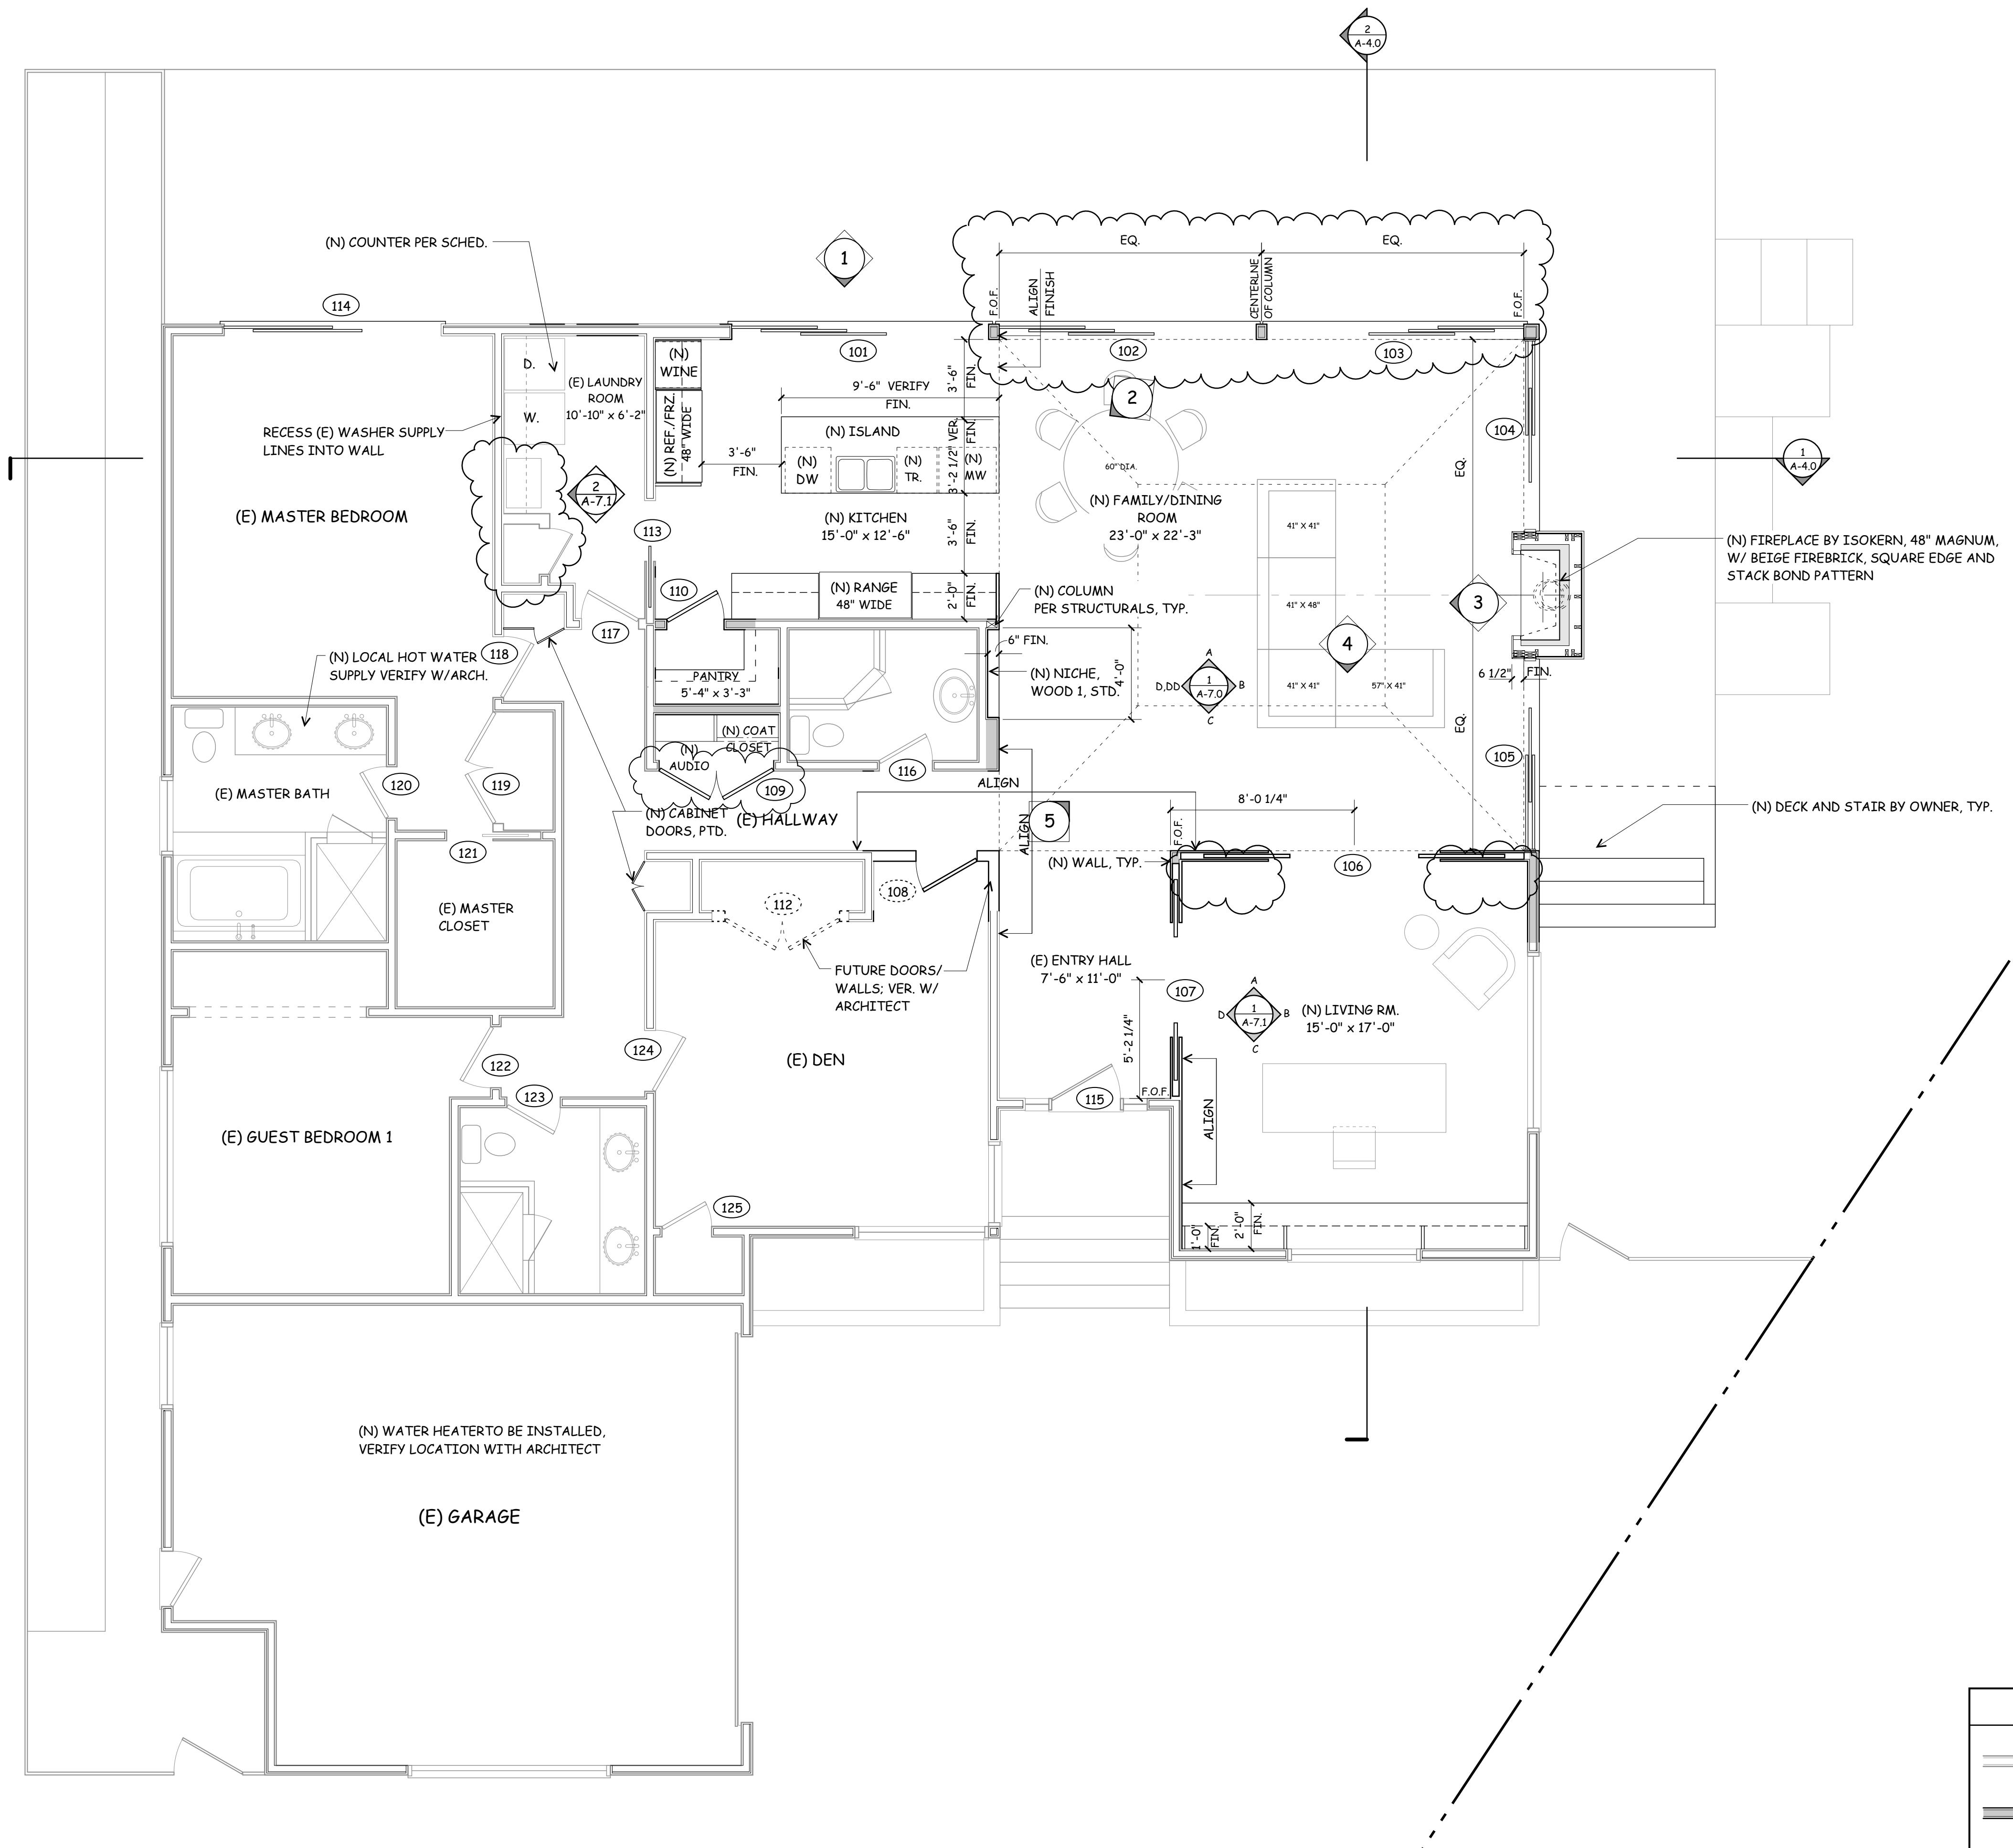 2
A-4.0
(N) COUNTER PER SCHED.
1
EQ.
EQ.
F.O.F.
ALIGN
FINISH
CENTERLNE
OF COLUMN
F.O.F.
114
101
102
103
D.
(E) LAUNDRY
ROOM
10'-10" x 6'-2"
W.
(N)
WINE
(N) REF./FRZ.
48" WIDE
9'-6" VERIFY
FIN.
3'-6"
FIN.
2
104
RECESS (E) WASHER SUPPLY
LINES INTO WALL
(N) ISLAND
3'-6"
FIN.
(N)
DW
(N)
TR.
(N)
MW
3'-2 1/2" VER.
FIN.
60" DIA.
EQ.
1
A-4.0
2
A-7.1
(E) MASTER BEDROOM
(N) KITCHEN
15'-0" x 12'-6"
(N) FAMILY/DINING
ROOM
23'-0" x 22'-3"
41" X 41"
113
3'-6"
FIN.
(N) FIREPLACE BY ISOKERN, 48" MAGNUM,
W/ BEIGE FIREBRICK, SQUARE EDGE AND
STACK BOND PATTERN
110
(N) RANGE
48" WIDE
2'-0"
FIN.
(N) COLUMN
PER STRUCTURALS, TYP.
41" X 48"
3
117
118
6" FIN.
4
(N) LOCAL HOT WATER
SUPPLY VERIFY W/ARCH.
PANTRY
5'-4" x 3'-3"
(N) NICHE,
WOOD 1, STD.
4'-0"
A
D,DD
1
A-7.0
B
C
41" X 41"
57" X 41"
6 1/2"
FIN.
(N) COAT
CLOSET
(N)
AUDIO
EQ.
105
116
109
120
119
(E) MASTER BATH
ALIGN
8'-0 1/4"
(N) DECK AND STAIR BY OWNER, TYP.
(N) CABINET
DOORS, PTD.
(E) HALLWAY
ALIGN
5
F.O.F.
121
(N) WALL, TYP.
106
108
112
(E) MASTER
CLOSET
(E) ENTRY HALL
7'-6" x 11'-0"
FUTURE DOORS/
WALLS; VER. W/
ARCHITECT
107
A
D
1
A-7.1
B
C
(N) LIVING RM.
15'-0" x 17'-0"
5'-2 1/4"
124
122
(E) DEN
123
F.O.F.
115
ALIGN
(E) GUEST BEDROOM 1
125
1'-0"
FIN.
2'-0"
FIN.
(N) WATER HEATERTO BE INSTALLED,
VERIFY LOCATION WITH ARCHITECT
(E) GARAGE